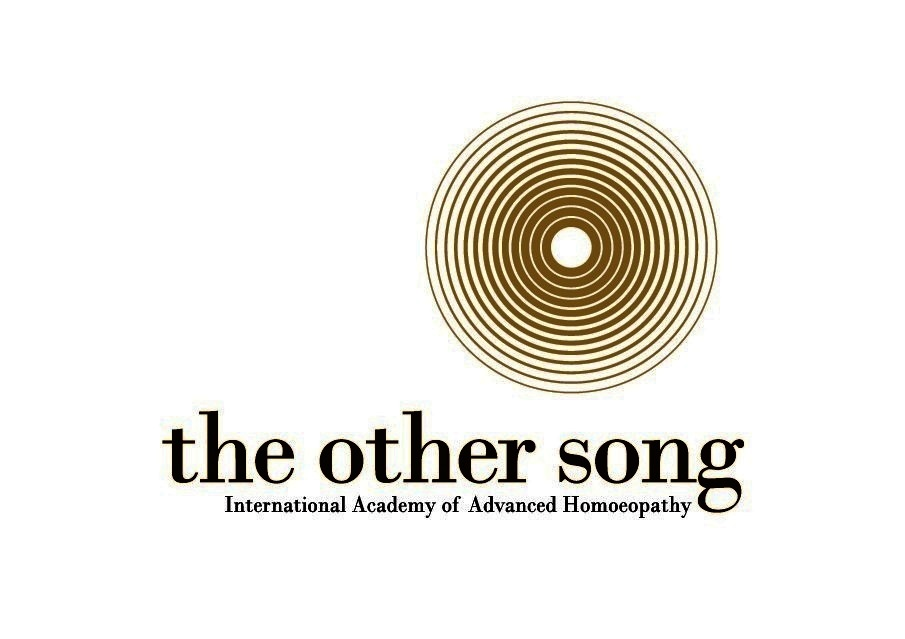 the other song
International Academy of Advanced Homoeopathy